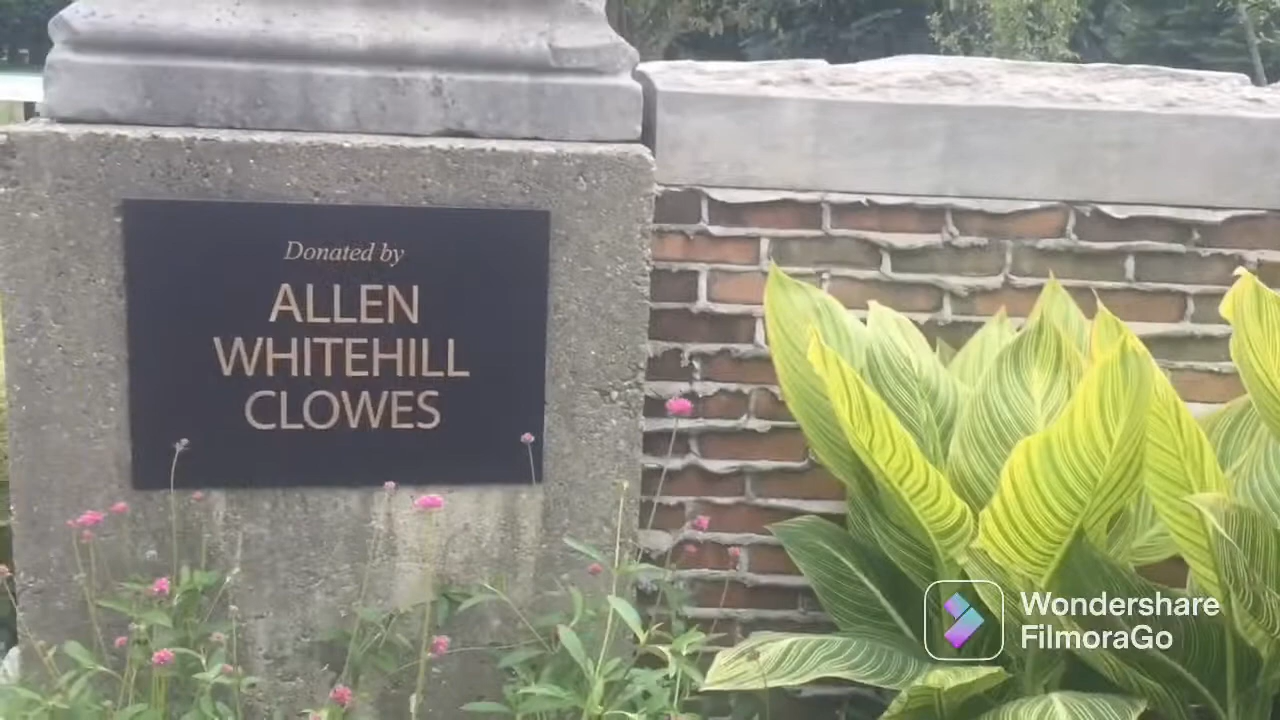 Donated by
ALLEN
WHITEHILL
CLOWES
Wondershare
FilmoraGo